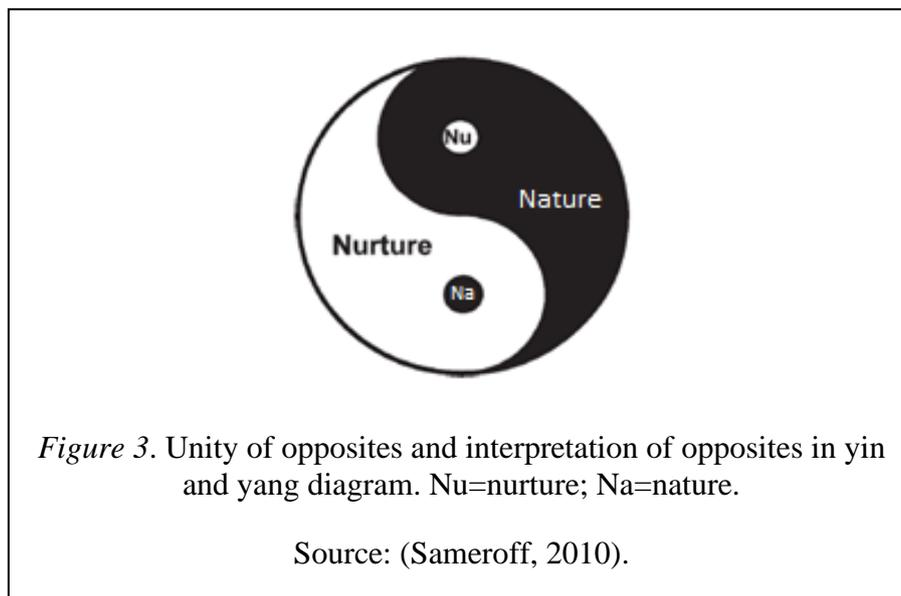 Nu
Nature
Nurture
Na
Figure 3. Unity of opposites and interpretation of opposites in yin
and yang diagram. Nu=nurture; Na=nature.
Source: (Sameroff, 2010).